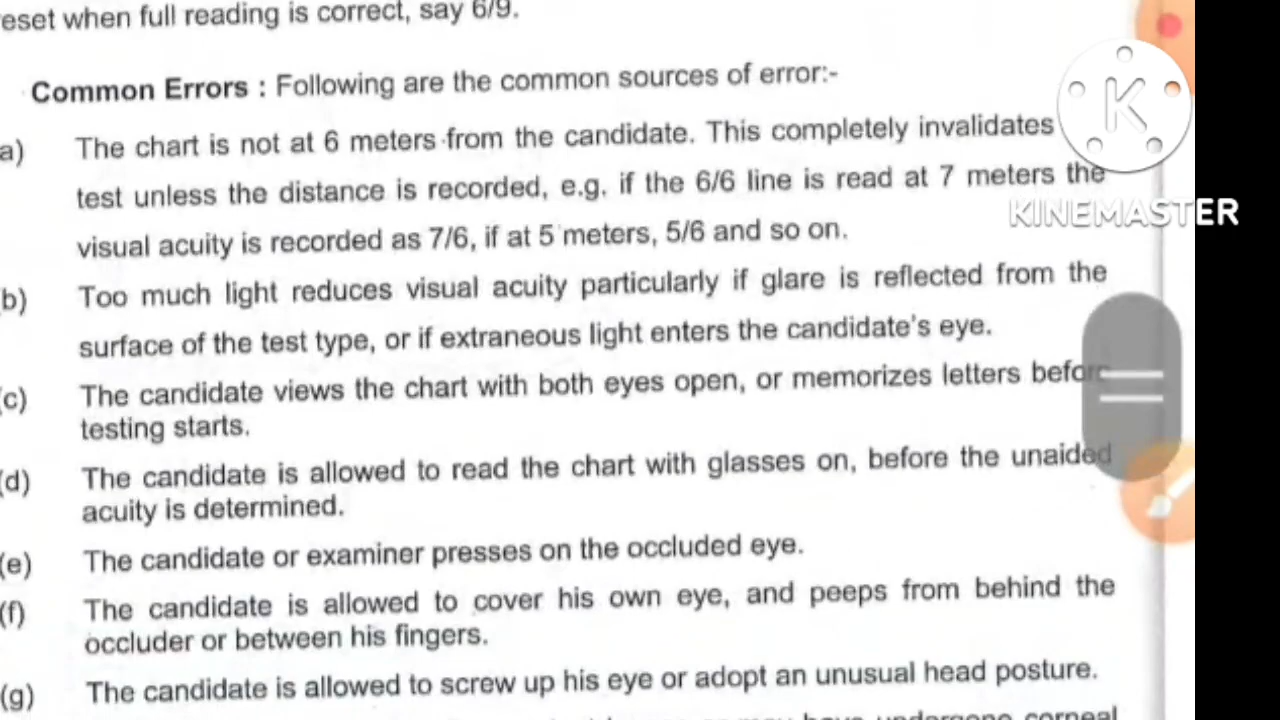 eset when full reading is correct, say 6/9.
Common Errors : Following are the common sources of error:-
a) The chart is not at 6 meters from the candidate. This completely invalidates
test unless the distance is recorded, e.g. if the 6/6 line is read at 7 meters the
visual acuity is recorded as 7/6, if at 5 meters, 5/6 and so on.
(b) Too much light reduces visual acuity particularly if glare is reflected from the
surface of the test type, or if extraneous light enters the candidate's eye.
(c) The candidate views the chart with both eyes open, or memorizes letters before
testing starts.
(d) The candidate is allowed to read the chart with glasses on, before the unaided
acuity is determined.
(e) The candidate or examiner presses on the occluded eye.
(f) The candidate is allowed to cover his own eye, and peeps from behind the
occluder or between his fingers.
(g) The candidate is allowed to screw up his eye or adopt an unusual head posture.
may have undergone corneal
K
KINEMASTER